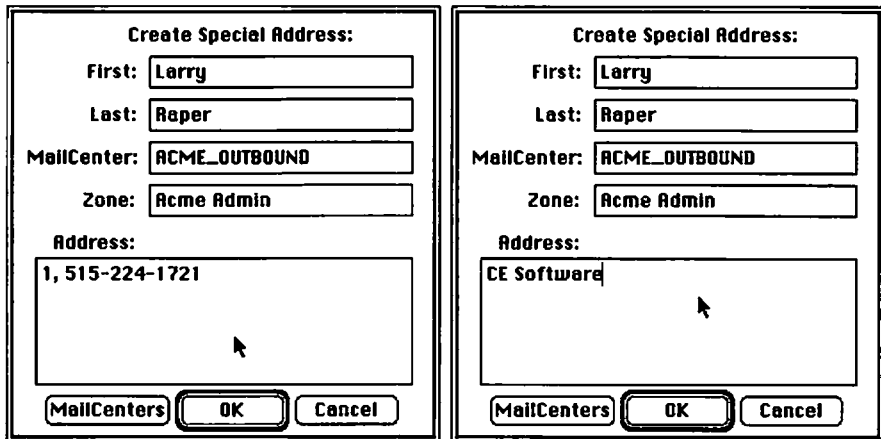 Create Special Address:
First: Larry
Last: Raper
MailCenter: ACME_OUTBOUND
Zone: Acme Admin
Address:
1, 515-224-1721
MailCenters OK Cancel
Create Special Address:
First: Larry
Last: Raper
MailCenter: ACME_OUTBOUND
Zone: Acme Admin
Address:
CE Software
MailCenters OK Cancel